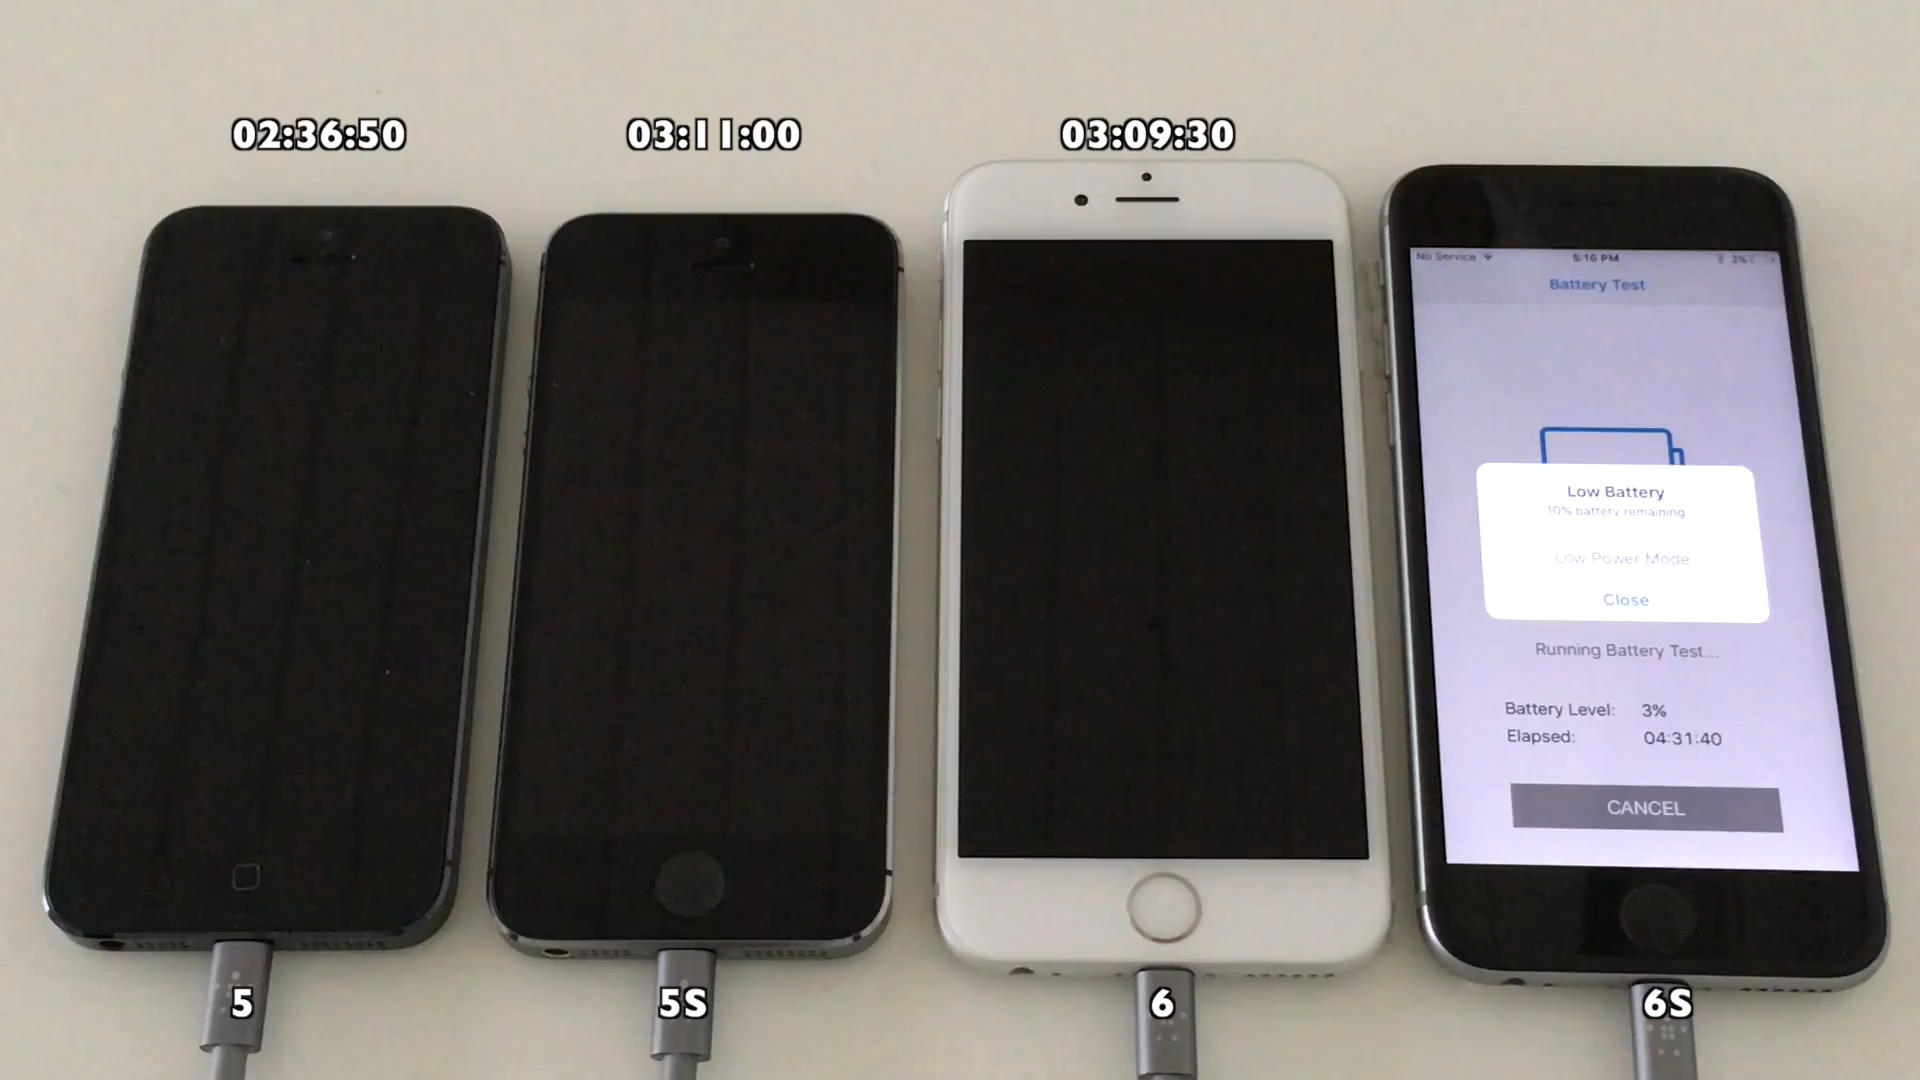 02:36:50
03:11:00
03:09:30
No Service 5:16 PM 3%
Battery Test
Low Battery
10% battery remaining
Low Power Mode
Close
Running Battery Test...
Battery Level: 3%
Elapsed: 04:31:40
CANCEL
5
5S
6
6S